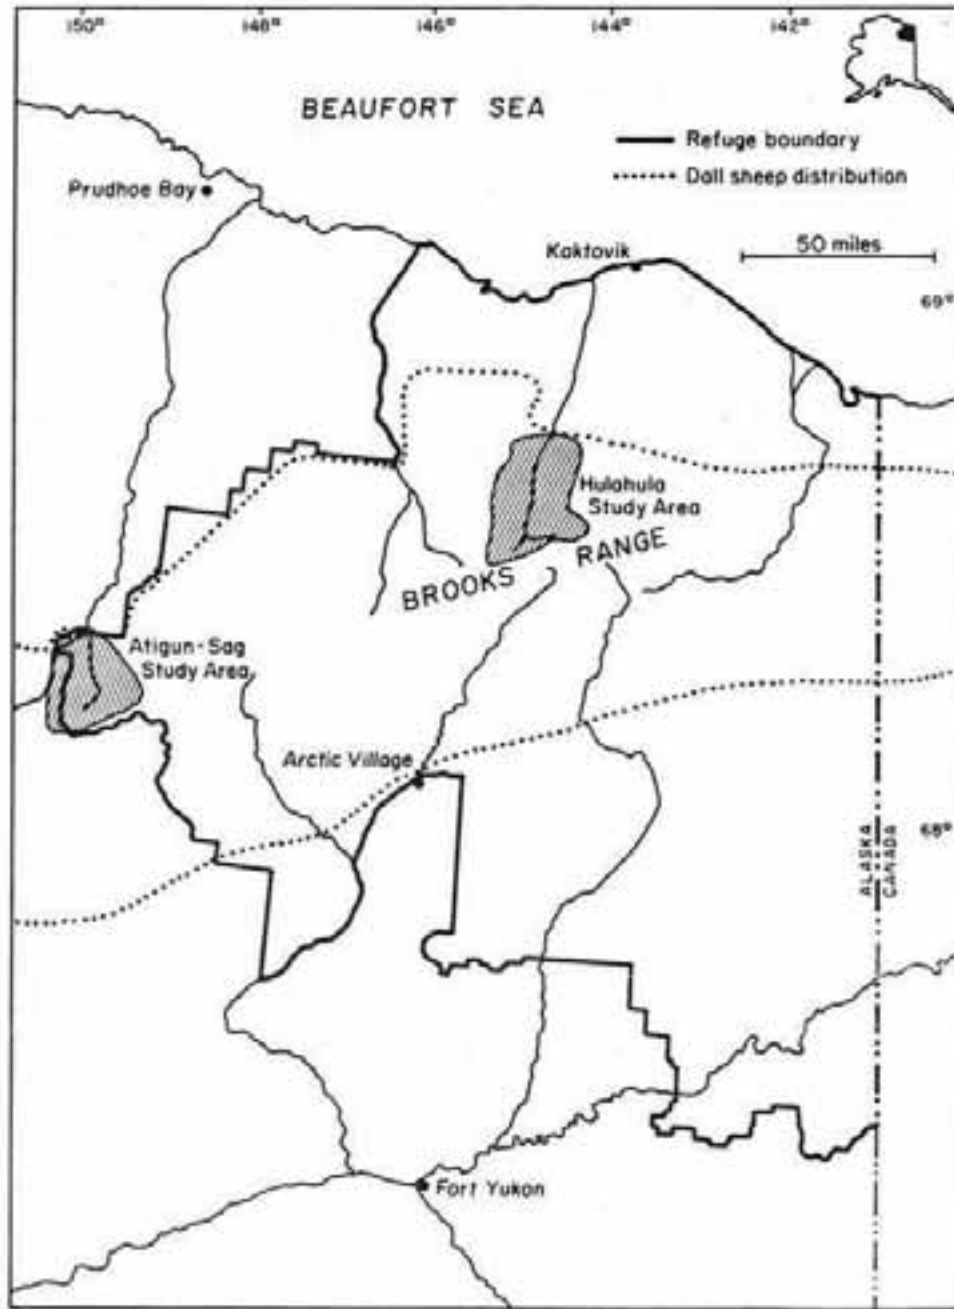 150° 148° 146° 144° 142°
BEAUFORT SEA
Refuge boundary
Dall sheep distribution
Prudhoe Bay
50 miles
Kaktovik
69°
Hulahula
Study Area
BROOKS RANGE
Atigun-Sag
Study Area
Arctic Village
68°
ALASKA
CANADA
Fort Yukon